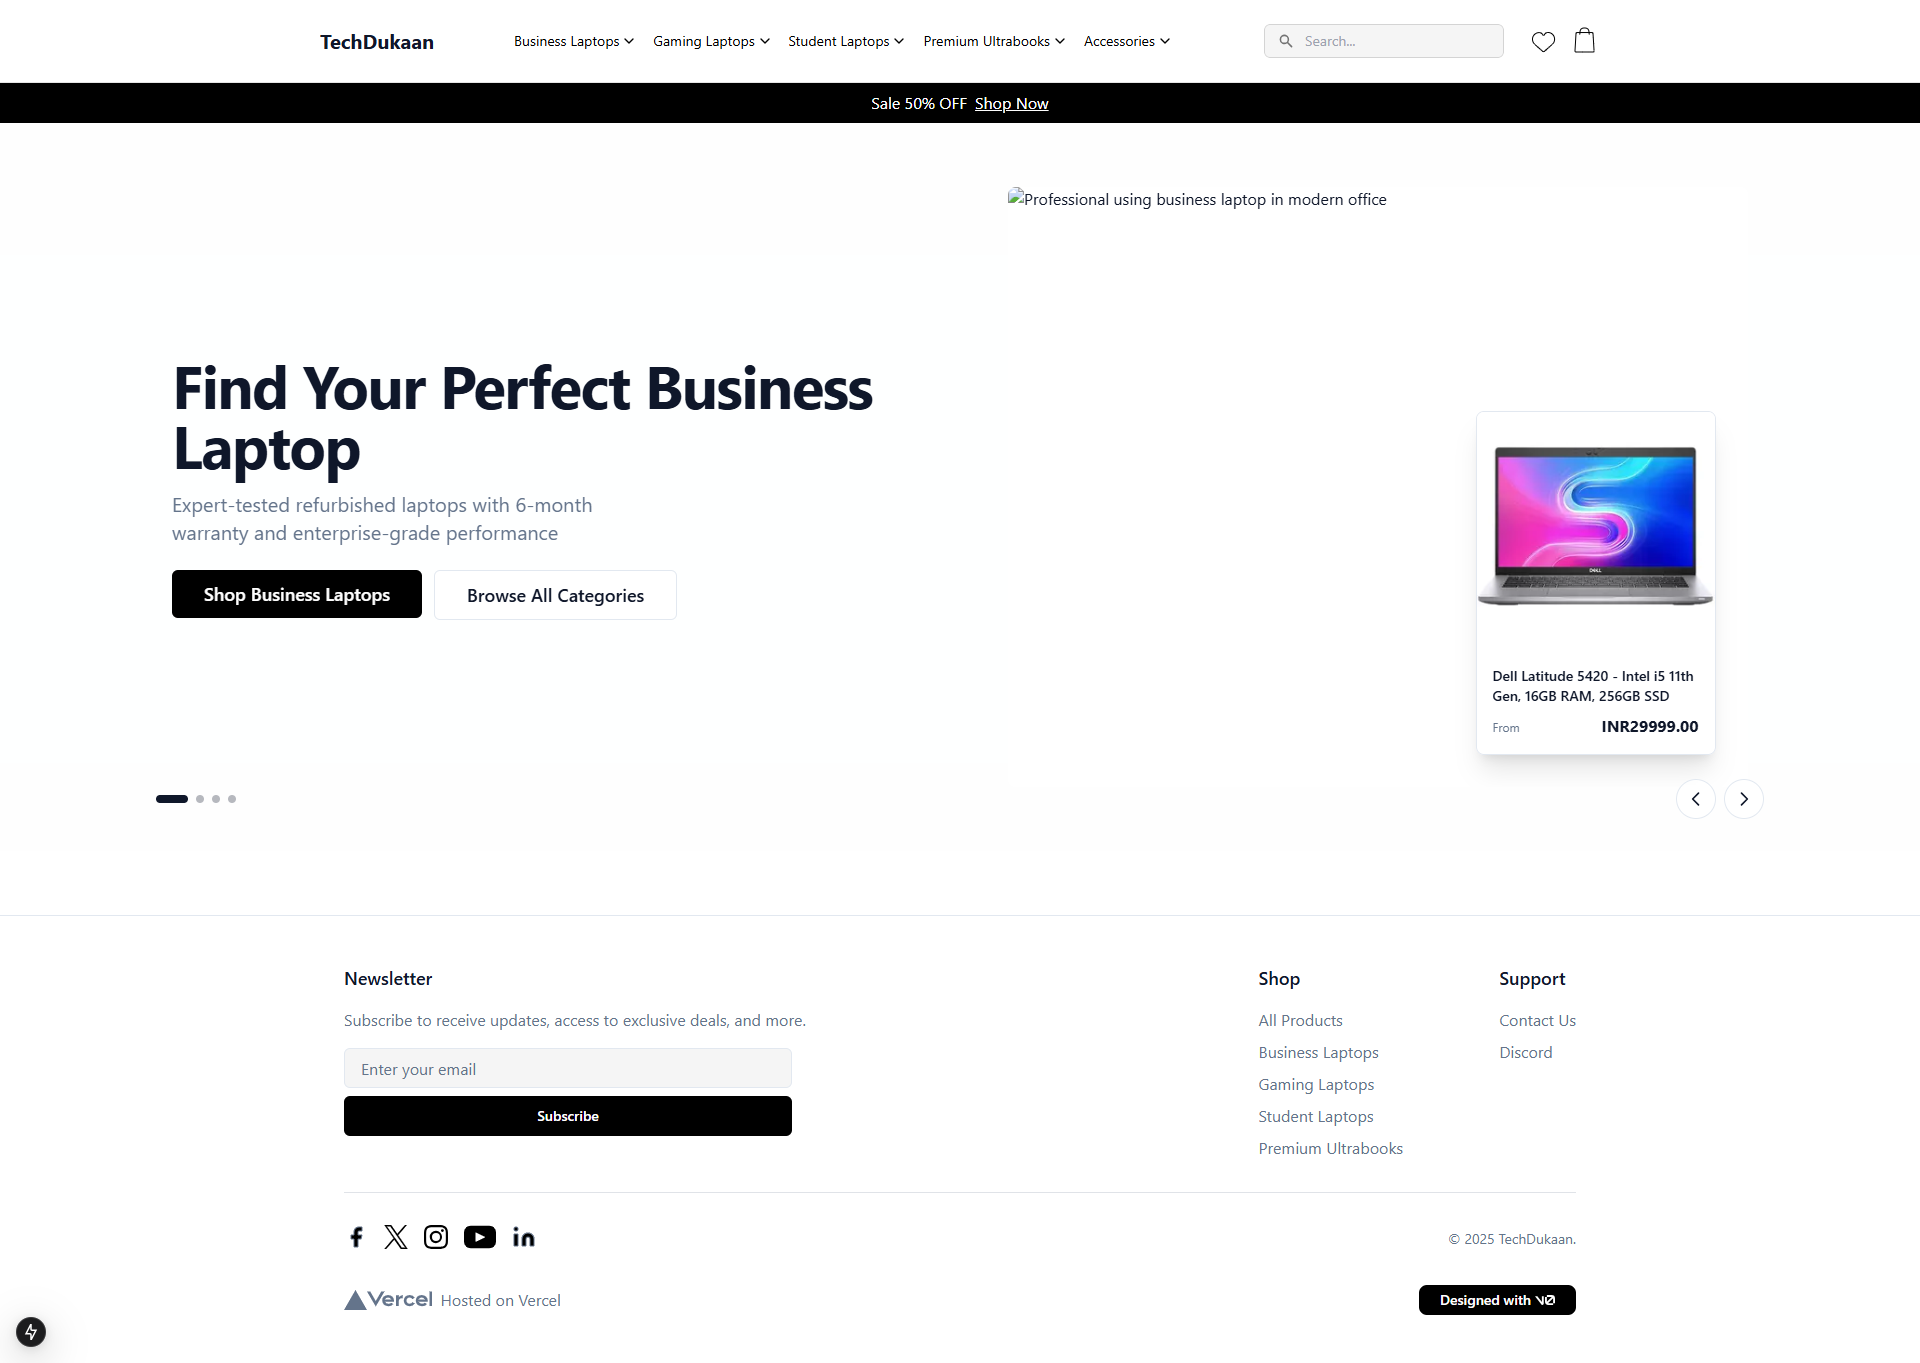 TechDukaan
Business Laptops
Gaming Laptops
Student Laptops
Premium Ultrabooks
Accessories
Search...
Sale 50% OFF Shop Now
Professional using business laptop in modern office
Find Your Perfect Business
Laptop
Expert-tested refurbished laptops with 6-month
warranty and enterprise-grade performance
Shop Business Laptops
Browse All Categories
DELL
Dell Latitude 5420 - Intel i5 11th
Gen, 16GB RAM, 256GB SSD
From
INR29999.00
Newsletter
Subscribe to receive updates, access to exclusive deals, and more.
Enter your email
Subscribe
Shop
All Products
Business Laptops
Gaming Laptops
Student Laptops
Premium Ultrabooks
Support
Contact Us
Discord
© 2025 TechDukaan.
Vercel Hosted on Vercel
Designed with v0